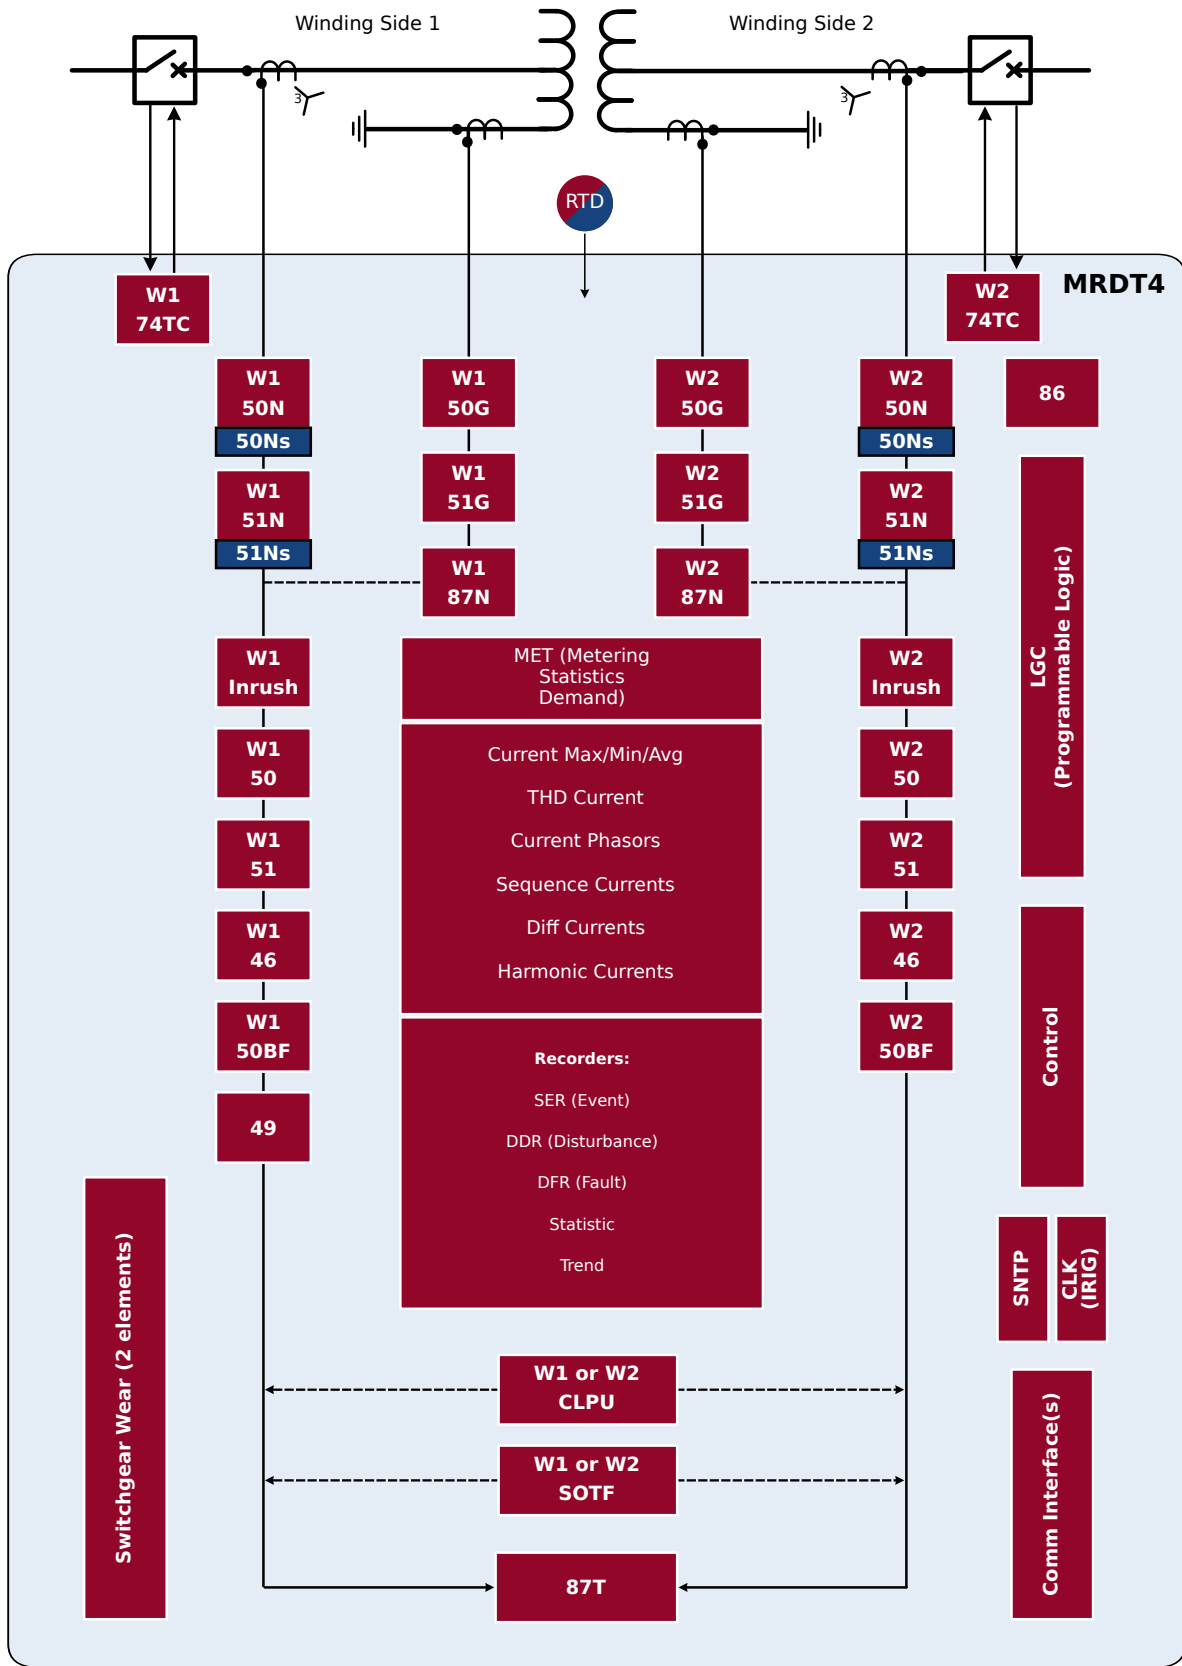 Winding Side 1
Winding Side 2
3
3
RTD
MRDT4
W1
74TC
W2
74TC
W1
50N
50Ns
W1
50G
W2
50G
W2
50N
50Ns
86
W1
51N
51Ns
W1
51G
W2
51G
W2
51N
51Ns
W1
87N
W2
87N
LGC
(Programmable Logic)
W1
Inrush
MET (Metering
Statistics
Demand)
W2
Inrush
W1
50
W2
50
Current Max/Min/Avg
THD Current
Current Phasors
Sequence Currents
Diff Currents
Harmonic Currents
W1
51
W2
51
W1
46
W2
46
Control
W1
50BF
W2
50BF
49
Recorders:
SER (Event)
DDR (Disturbance)
DFR (Fault)
Statistic
Trend
Switchgear Wear (2 elements)
SNTP
CLK
(IRIG)
W1 or W2
CLPU
W1 or W2
SOTF
Comm Interface(s)
87T